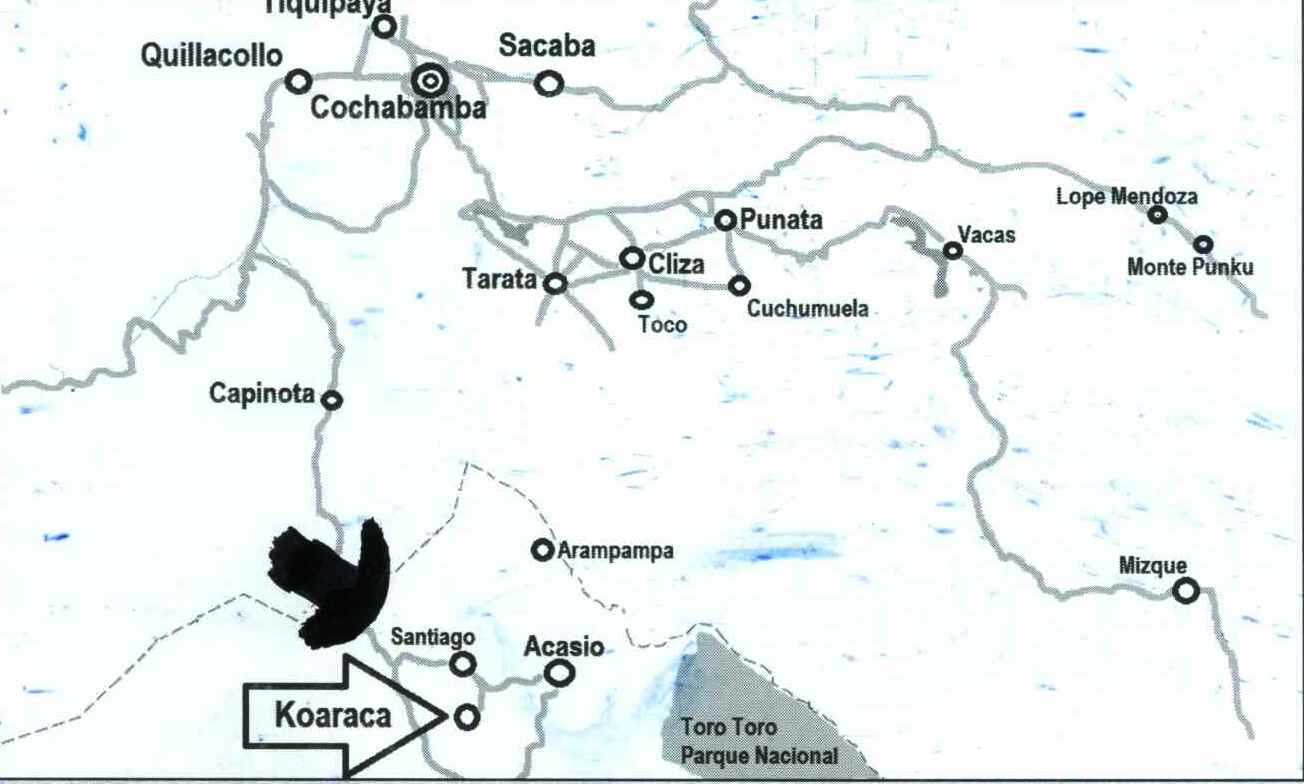 Tiquipaya
Quillacollo
Sacaba
Cochabamba
Lope Mendoza
Punata
Vacas
Monte Punku
Tarata
Cliza
Cuchumuela
Toco
Capinota
Arampampa
Mizque
Santiago
Acasio
Koaraca
Toro Toro
Parque Nacional